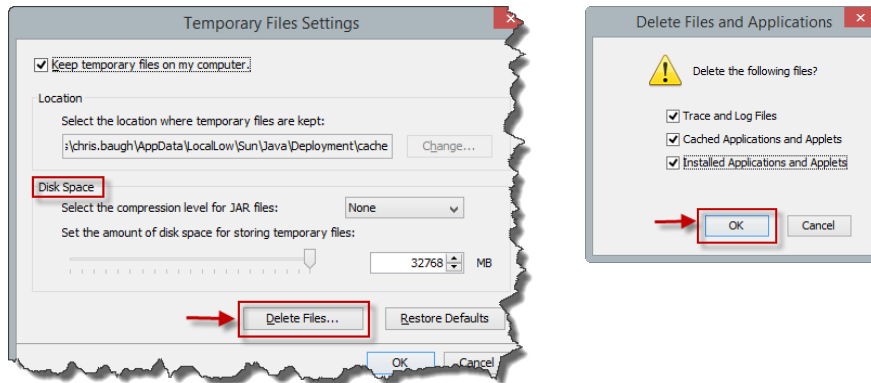 Temporary Files Settings
Keep temporary files on my computer.
Location
Select the location where temporary files are kept:
:\chris.baugh\AppData\LocalLow\Sun\Java\Deployment\cache
Change...
Disk Space
Select the compression level for JAR files:
None
Set the amount of disk space for storing temporary files:
32768
MB
Delete Files...
Restore Defaults
OK
Cancel
Delete Files and Applications
Delete the following files?
Trace and Log Files
Cached Applications and Applets
Installed Applications and Applets
OK
Cancel